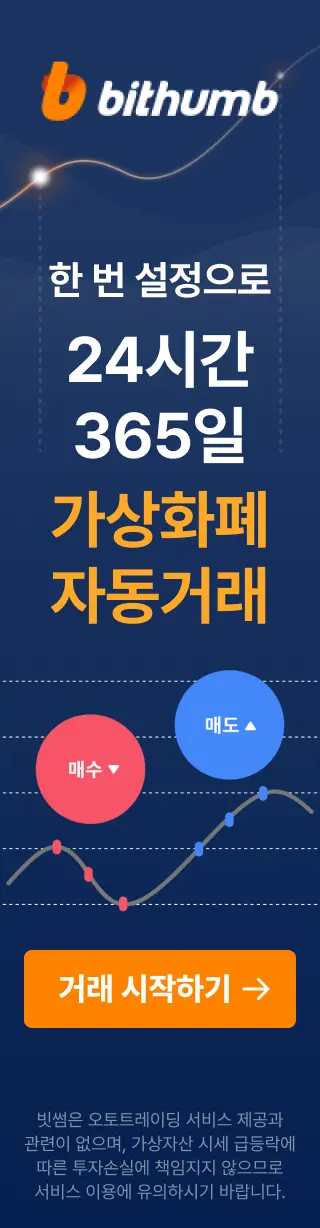 bithumb
한 번 설정으로
24시간
365일
가상화폐
자동거래
매도▲
매수▼
거래 시작하기 →
빗썸은 오토트레이딩 서비스 제공과
관련이 없으며, 가상자산 시세 급등락에
따른 투자손실에 책임지지 않으므로
서비스 이용에 유의하시기 바랍니다.